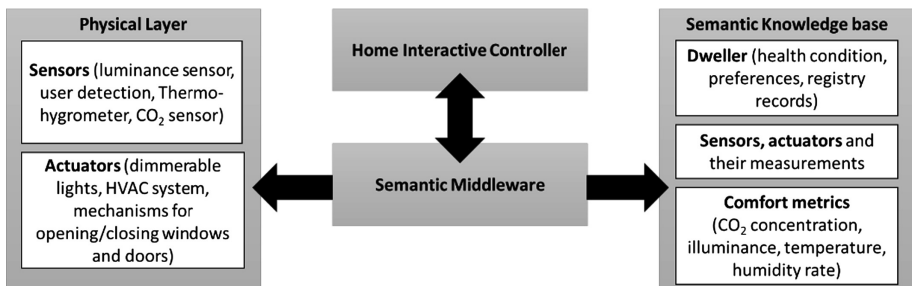 Physical Layer
Sensors (luminance sensor,
user detection, Thermo-
hygrometer, CO₂ sensor)
Actuators (dimmerable
lights, HVAC system,
mechanisms for
opening/closing windows
and doors)
Home Interactive Controller
Semantic Middleware
Semantic Knowledge base
Dweller (health condition,
preferences, registry
records)
Sensors, actuators and
their measurements
Comfort metrics
(CO₂ concentration,
illuminance, temperature,
humidity rate)